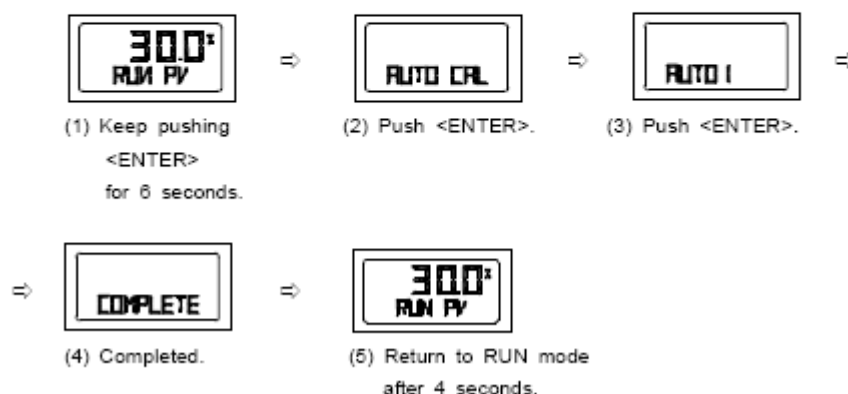 30.0%
RUN PV
⇨
AUTO CAL
⇨
AUTO 1
⇨
(1) Keep pushing
<ENTER>
for 6 seconds.
(2) Push <ENTER>.
(3) Push <ENTER>.
⇨
COMPLETE
⇨
30.0%
RUN PV
(4) Completed.
(5) Return to RUN mode
after 4 seconds.